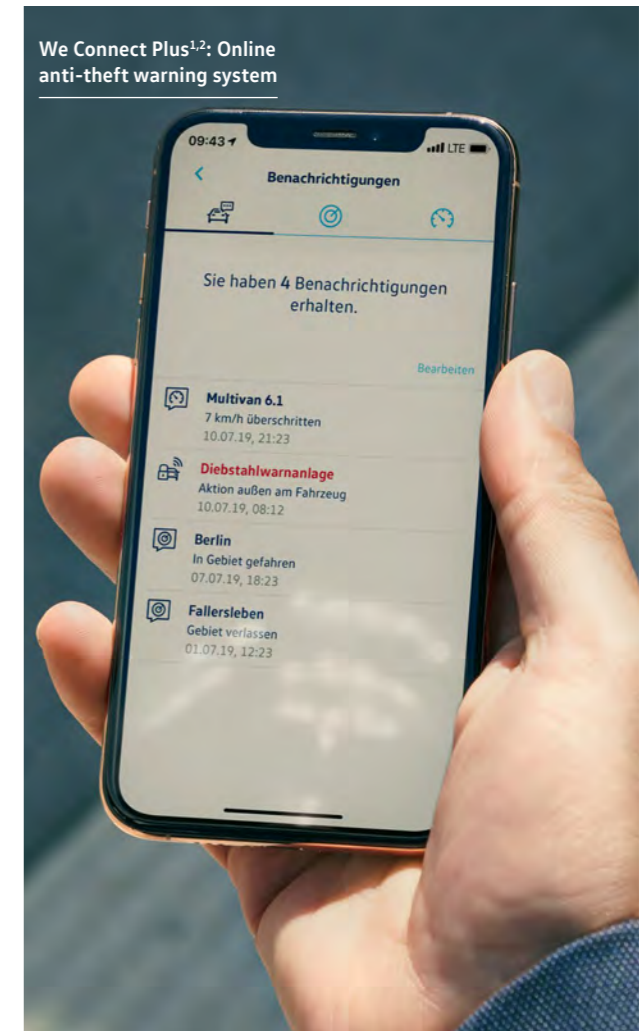 We Connect Plus¹,²: Online
anti-theft warning system
09:43
LTE
Benachrichtigungen
Sie haben 4 Benachrichtigungen
erhalten.
Bearbeiten
Multivan 6.1
7 km/h überschritten
10.07.19, 21:23
Diebstahlwarnanlage
Aktion außen am Fahrzeug
10.07.19, 08:12
Berlin
In Gebiet gefahren
07.07.19, 18:23
Fallersleben
Gebiet verlassen
01.07.19, 12:23